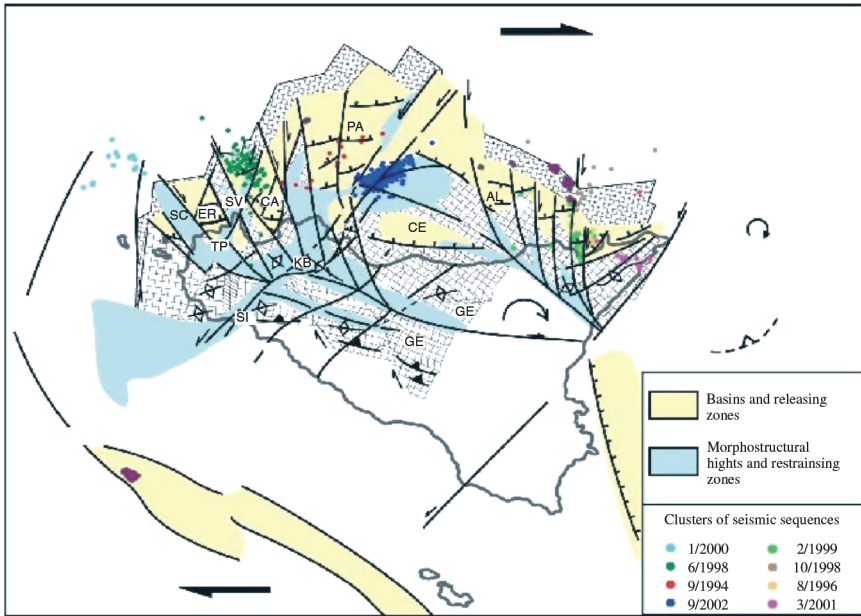 PA
SV
CA
SC
ER
AL
TP
CE
KB
SI
GE
GE
Basins and releasing
zones
Morphostructural
hights and restrainsing
zones
Clusters of seismic sequences
1/2000
2/1999
6/1998
10/1998
9/1994
8/1996
9/2002
3/2001